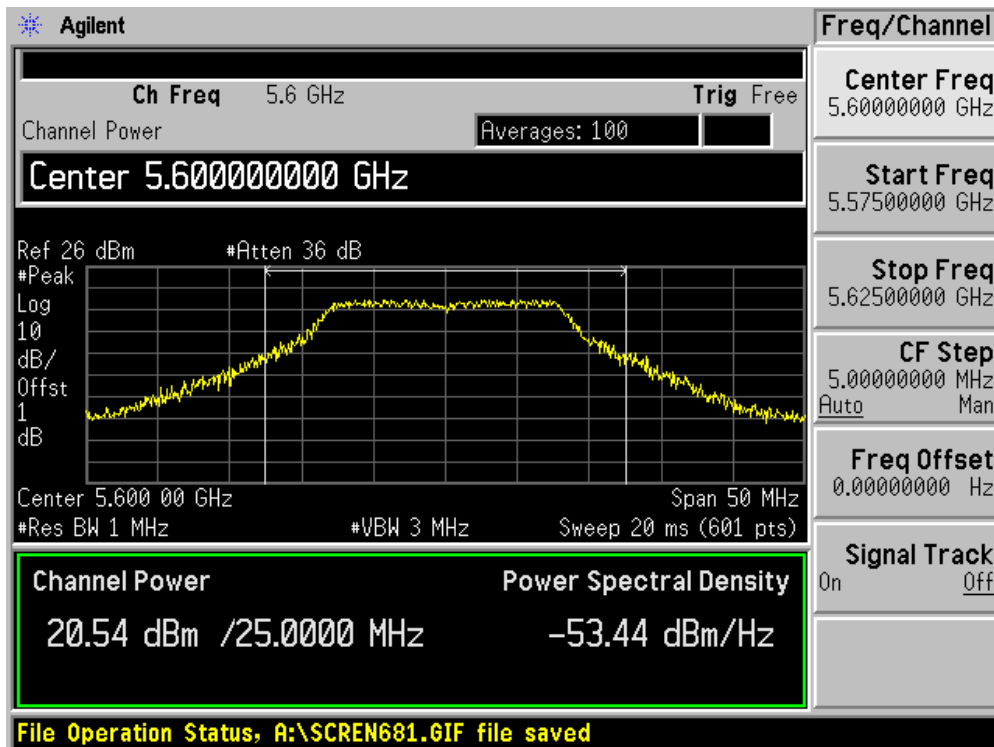 Agilent
Freq/Channel
Ch Freq 5.6 GHz Trig Free
Channel Power Averages: 100
Center 5.600000000 GHz
Ref 26 dBm #Atten 36 dB
#Peak
Log
10
dB/
Offst
1
dB
Center 5.600 00 GHz Span 50 MHz
#Res BW 1 MHz #VBW 3 MHz Sweep 20 ms (601 pts)
Channel Power Power Spectral Density
20.54 dBm /25.0000 MHz -53.44 dBm/Hz
File Operation Status, A:\SCREN681.GIF file saved
Center Freq
5.60000000 GHz
Start Freq
5.57500000 GHz
Stop Freq
5.62500000 GHz
CF Step
5.00000000 MHz
Auto Man
Freq Offset
0.00000000 Hz
Signal Track
On Off